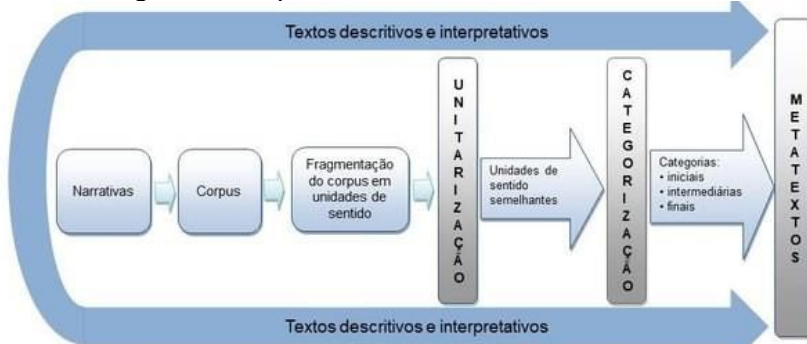 Textos descritivos e interpretativos
Narrativas
Corpus
Fragmentação
do corpus em
unidades de
sentido
UNITARIZAÇÃO
Unidades de
sentido
semelhantes
CATEGORIZAÇÃO
Categorias:
• iniciais
• intermediárias
• finais
METATEXTOS
Textos descritivos e interpretativos